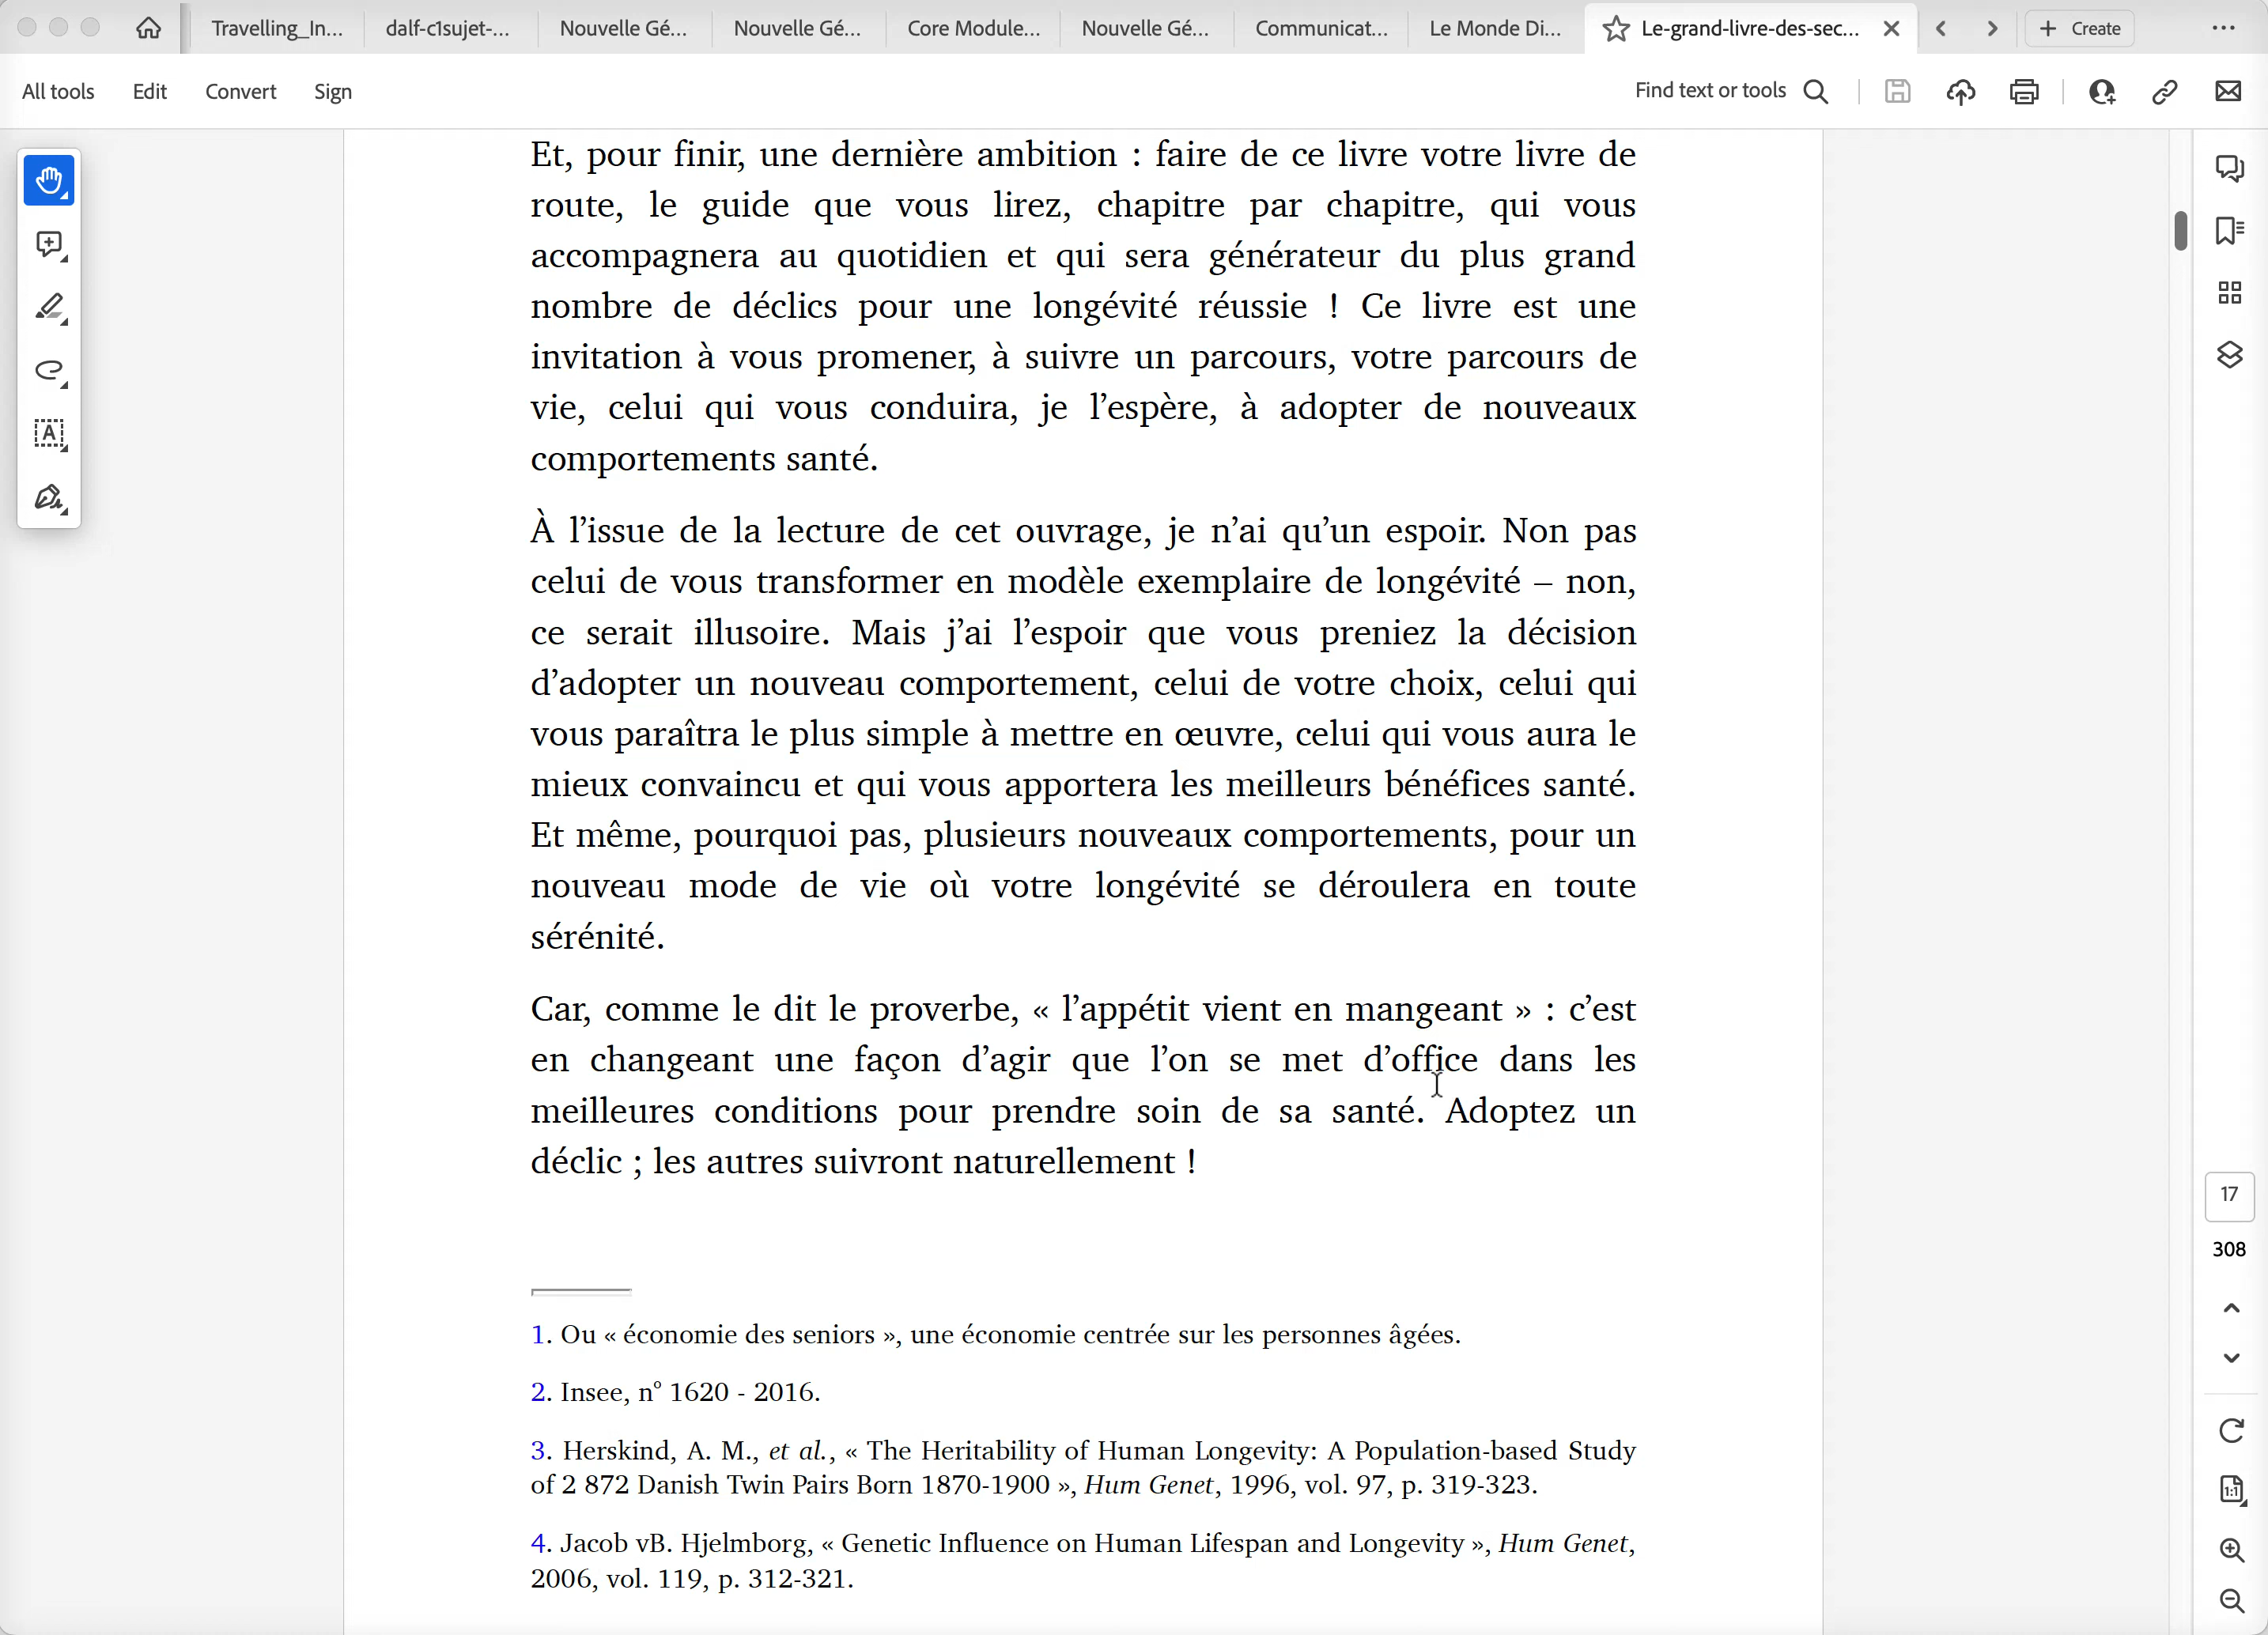 Travelling_In...
dalf-c1sujet-...
Nouvelle Gé...
Nouvelle Gé...
Core Module...
Nouvelle Gé...
Communicat...
Le Monde Di...
Le-grand-livre-des-sec...
Create
All tools
Edit
Convert
Sign
Find text or tools
Et, pour finir, une dernière ambition : faire de ce livre votre livre de
route, le guide que vous lirez, chapitre par chapitre, qui vous
accompagnera au quotidien et qui sera générateur du plus grand
nombre de déclics pour une longévité réussie ! Ce livre est une
invitation à vous promener, à suivre un parcours, votre parcours de
vie, celui qui vous conduira, je l’espère, à adopter de nouveaux
comportements santé.
À l’issue de la lecture de cet ouvrage, je n’ai qu’un espoir. Non pas
celui de vous transformer en modèle exemplaire de longévité – non,
ce serait illusoire. Mais j’ai l’espoir que vous preniez la décision
d’adopter un nouveau comportement, celui de votre choix, celui qui
vous paraîtra le plus simple à mettre en œuvre, celui qui vous aura le
mieux convaincu et qui vous apportera les meilleurs bénéfices santé.
Et même, pourquoi pas, plusieurs nouveaux comportements, pour un
nouveau mode de vie où votre longévité se déroulera en toute
sérénité.
Car, comme le dit le proverbe, « l’appétit vient en mangeant » : c’est
en changeant une façon d’agir que l’on se met d’office dans les
meilleures conditions pour prendre soin de sa santé. Adoptez un
déclic ; les autres suivront naturellement !
1. Ou « économie des seniors », une économie centrée sur les personnes âgées.
2. Insee, n° 1620 - 2016.
3. Herskind, A. M., et al., « The Heritability of Human Longevity: A Population-based Study
of 2 872 Danish Twin Pairs Born 1870-1900 », Hum Genet, 1996, vol. 97, p. 319-323.
4. Jacob vB. Hjelmborg, « Genetic Influence on Human Lifespan and Longevity », Hum Genet,
2006, vol. 119, p. 312-321.
17
308
1:1